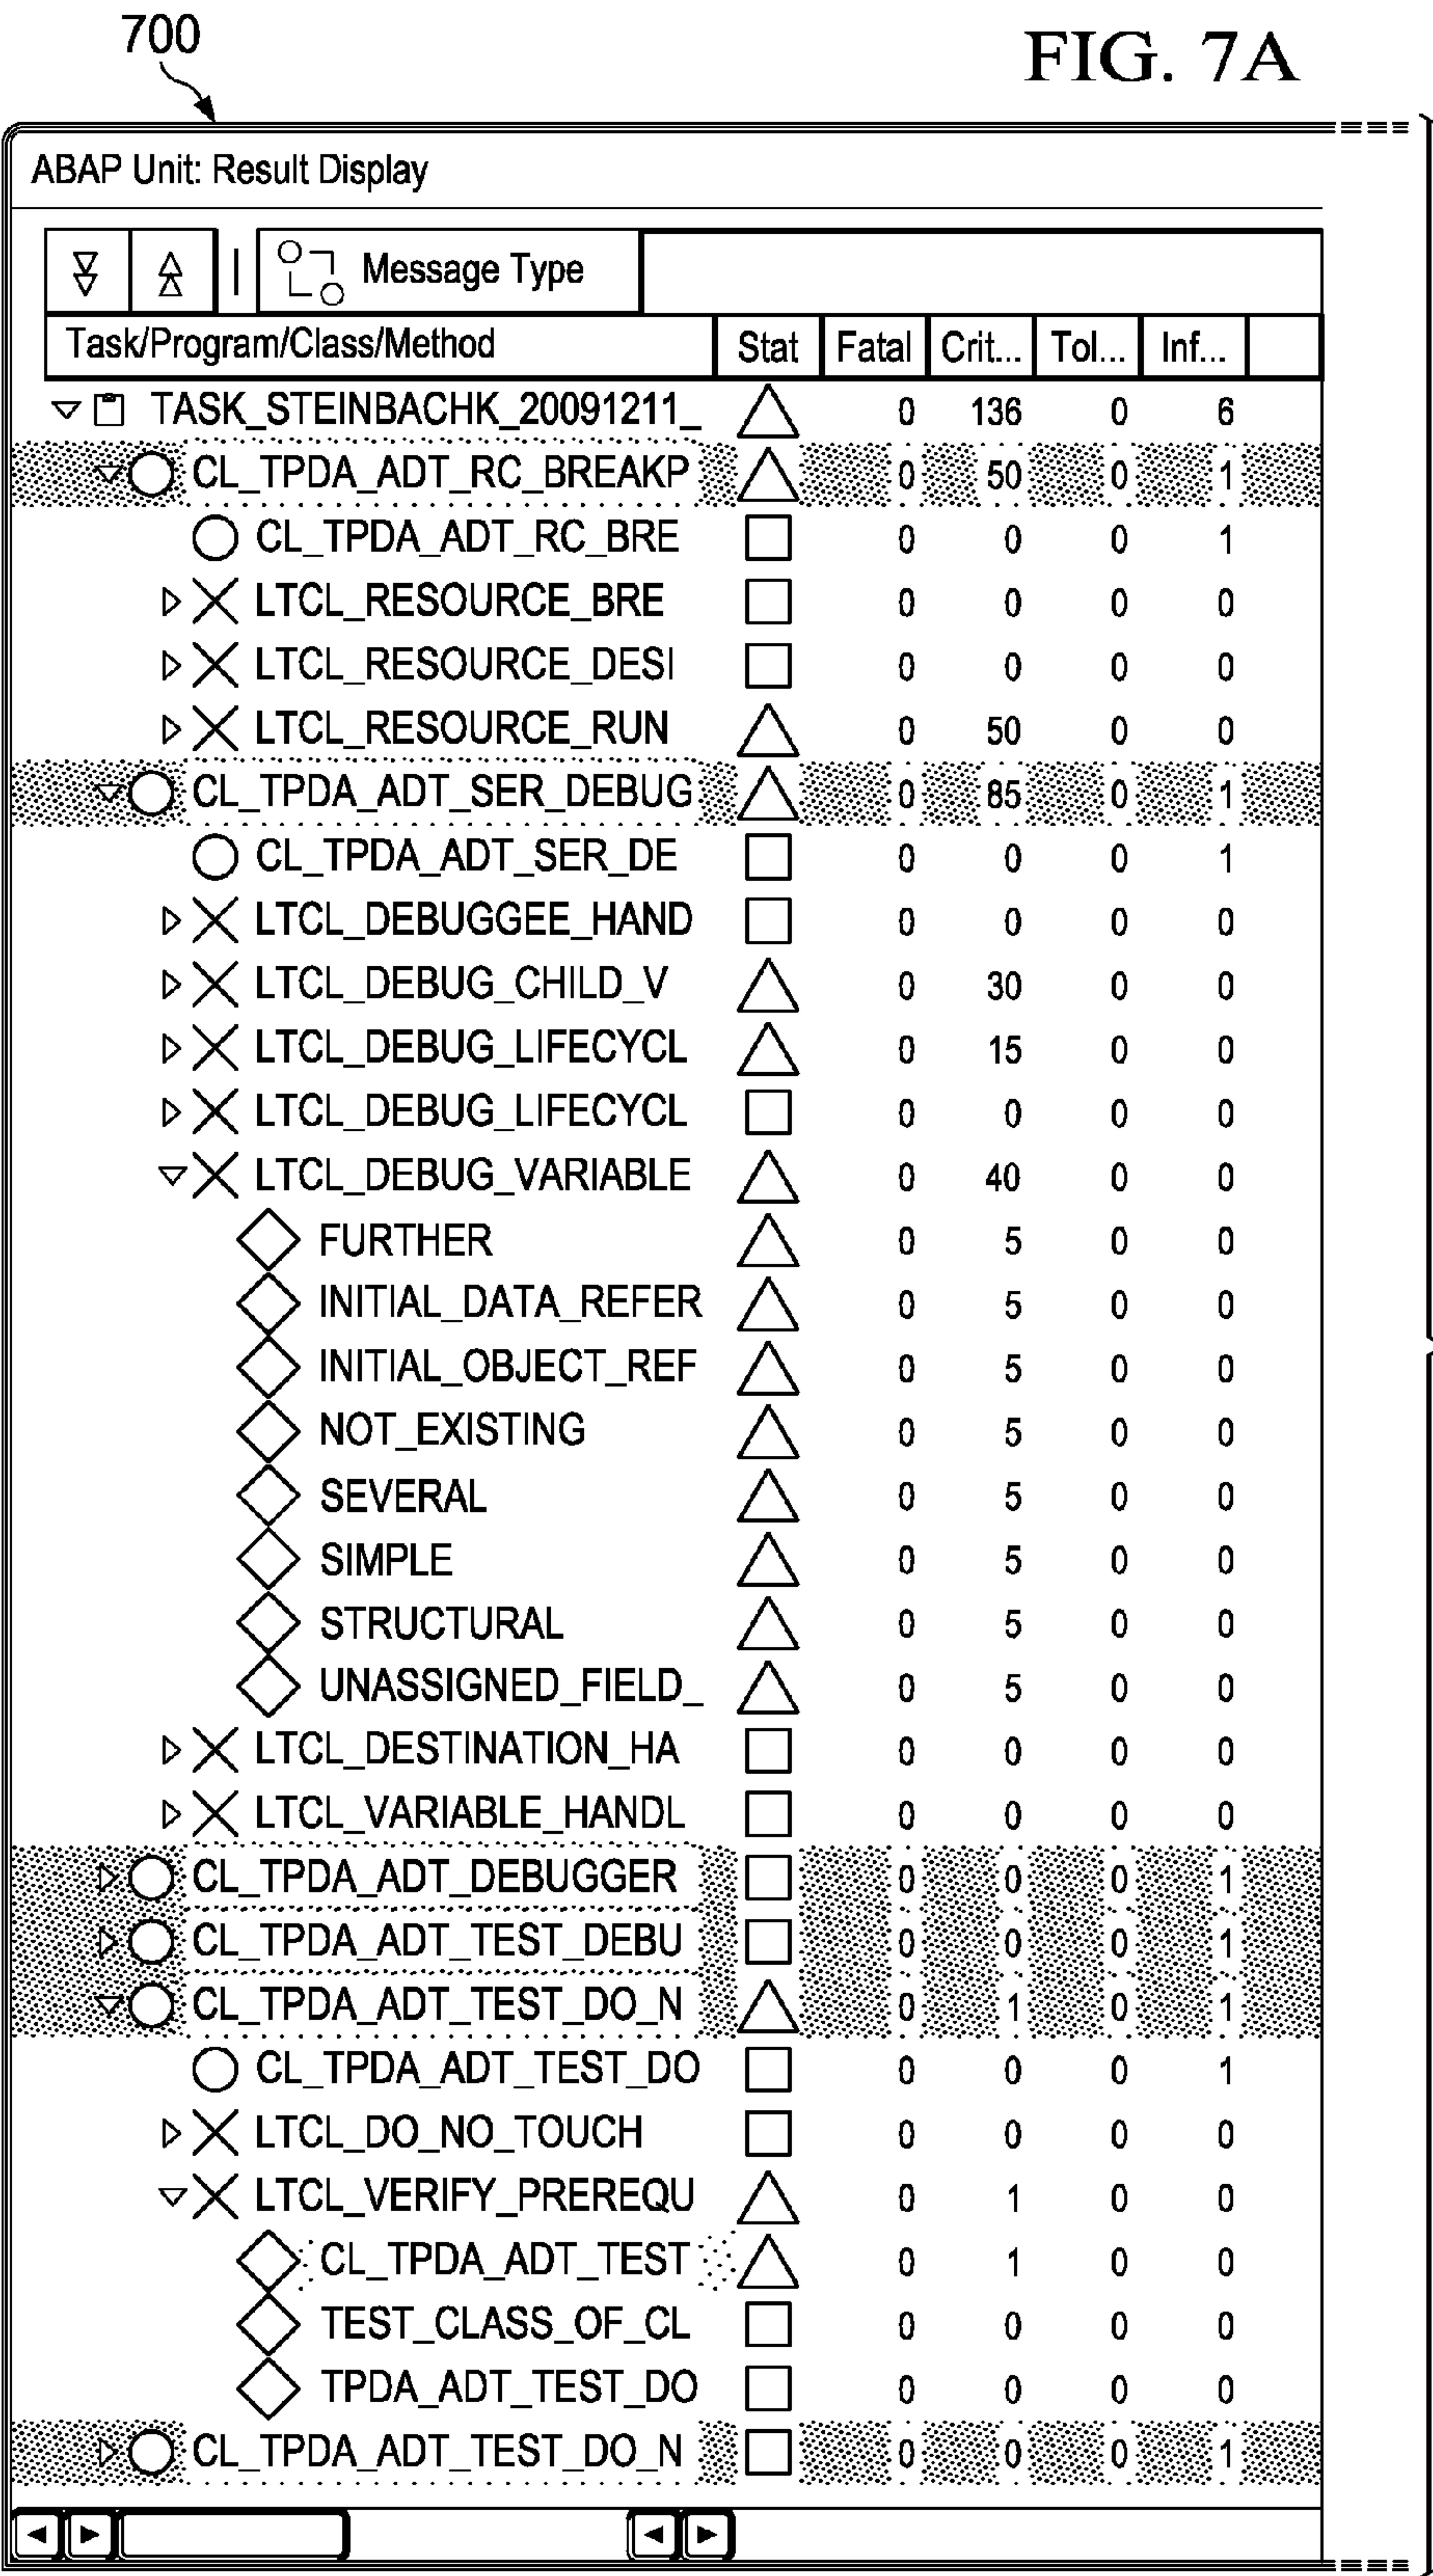 700
FIG. 7A
ABAP Unit: Result Display
Message Type
Task/Program/Class/Method Stat Fatal Crit... Tol... Inf...
TASK_STEINBACHK_20091211_ 0 136 0 6
CL_TPDA_ADT_RC_BREAKP 0 50 0 1
CL_TPDA_ADT_RC_BRE 0 0 0 1
LTCL_RESOURCE_BRE 0 0 0 0
LTCL_RESOURCE_DESI 0 0 0 0
LTCL_RESOURCE_RUN 0 50 0 0
CL_TPDA_ADT_SER_DEBUG 0 85 0 1
CL_TPDA_ADT_SER_DE 0 0 0 1
LTCL_DEBUGGEE_HAND 0 0 0 0
LTCL_DEBUG_CHILD_V 0 30 0 0
LTCL_DEBUG_LIFECYCL 0 15 0 0
LTCL_DEBUG_LIFECYCL 0 0 0 0
LTCL_DEBUG_VARIABLE 0 40 0 0
FURTHER 0 5 0 0
INITIAL_DATA_REFER 0 5 0 0
INITIAL_OBJECT_REF 0 5 0 0
NOT_EXISTING 0 5 0 0
SEVERAL 0 5 0 0
SIMPLE 0 5 0 0
STRUCTURAL 0 5 0 0
UNASSIGNED_FIELD_ 0 5 0 0
LTCL_DESTINATION_HA 0 0 0 0
LTCL_VARIABLE_HANDL 0 0 0 0
CL_TPDA_ADT_DEBUGGER 0 0 0 1
CL_TPDA_ADT_TEST_DEBU 0 0 0 1
CL_TPDA_ADT_TEST_DO_N 0 1 0 1
CL_TPDA_ADT_TEST_DO 0 0 0 1
LTCL_DO_NO_TOUCH 0 0 0 0
LTCL_VERIFY_PREREQU 0 1 0 0
CL_TPDA_ADT_TEST 0 1 0 0
TEST_CLASS_OF_CL 0 0 0 0
TPDA_ADT_TEST_DO 0 0 0 0
CL_TPDA_ADT_TEST_DO_N 0 0 0 1